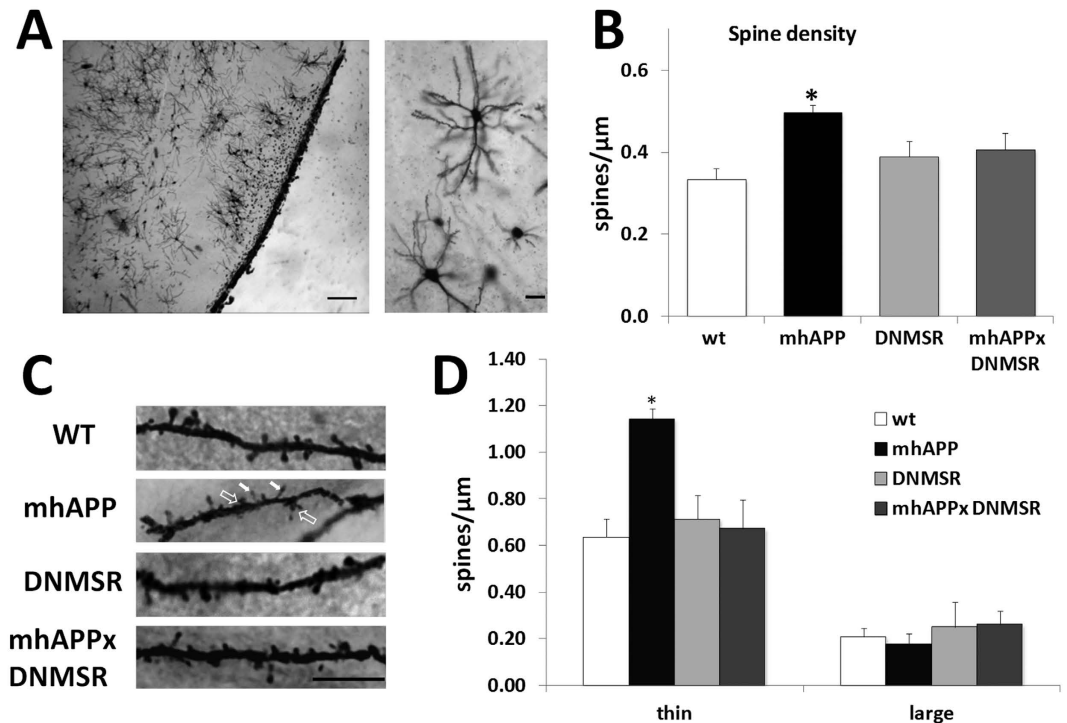 A
B
Spine density
spines/µm
0.6
0.4
0.2
0.0
wt
mhAPP
DNMSR
mhAPPx
DNMSR
*
C
WT
mhAPP
DNMSR
mhAPPx
DNMSR
D
spines/µm
1.40
1.20
1.00
0.80
0.60
0.40
0.20
0.00
*
wt
mhAPP
DNMSR
mhAPPx DNMSR
thin
large